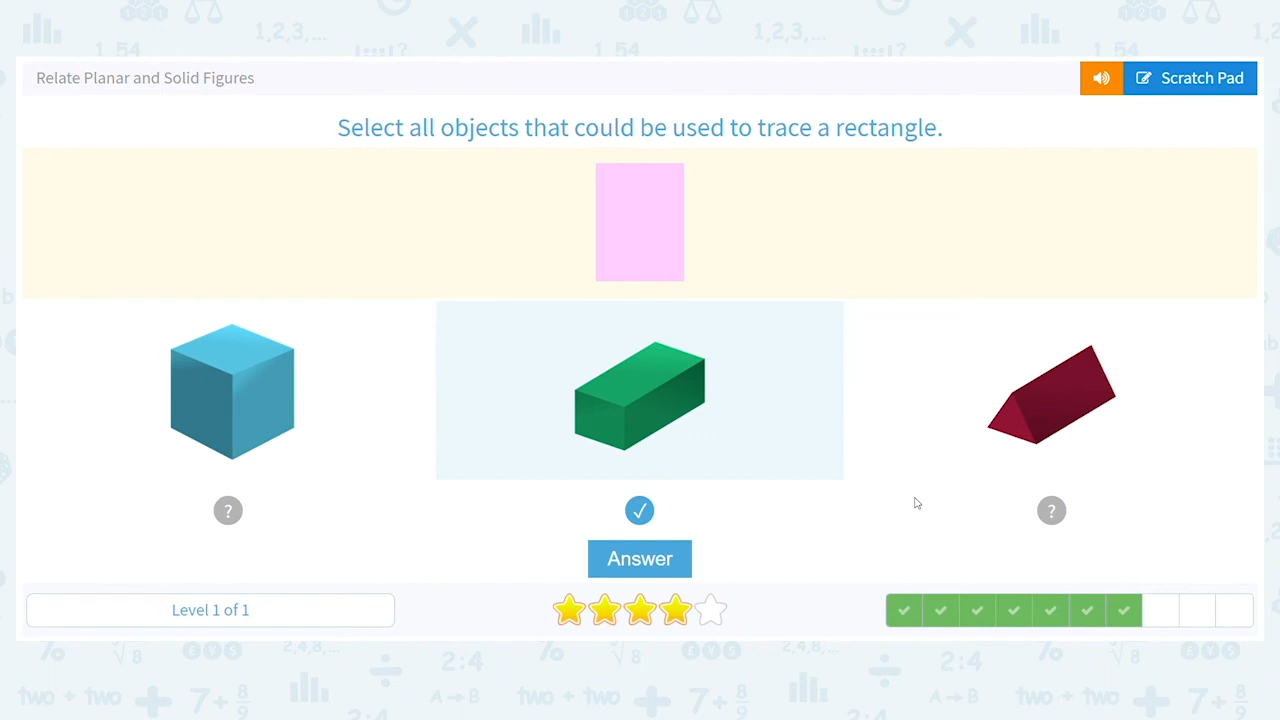 Relate Planar and Solid Figures
Scratch Pad
Select all objects that could be used to trace a rectangle.
? ?
Answer
Level 1 of 1